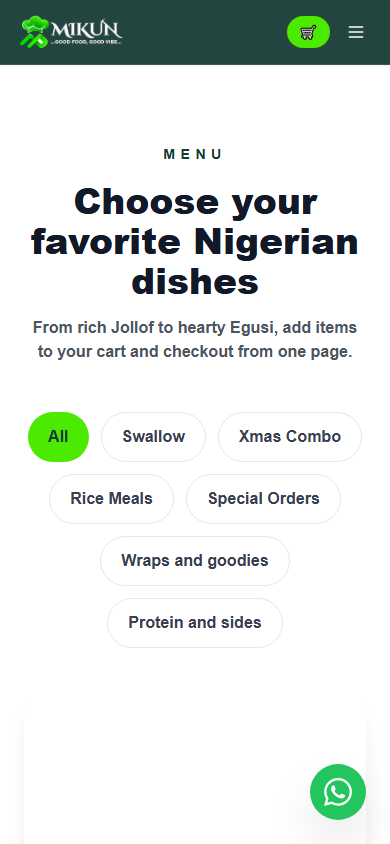 MIKUN
...GOOD FOOD, GOOD VIBE...
MENU
Choose your
favorite Nigerian
dishes
From rich Jollof to hearty Egusi, add items
to your cart and checkout from one page.
All
Swallow
Xmas Combo
Rice Meals
Special Orders
Wraps and goodies
Protein and sides